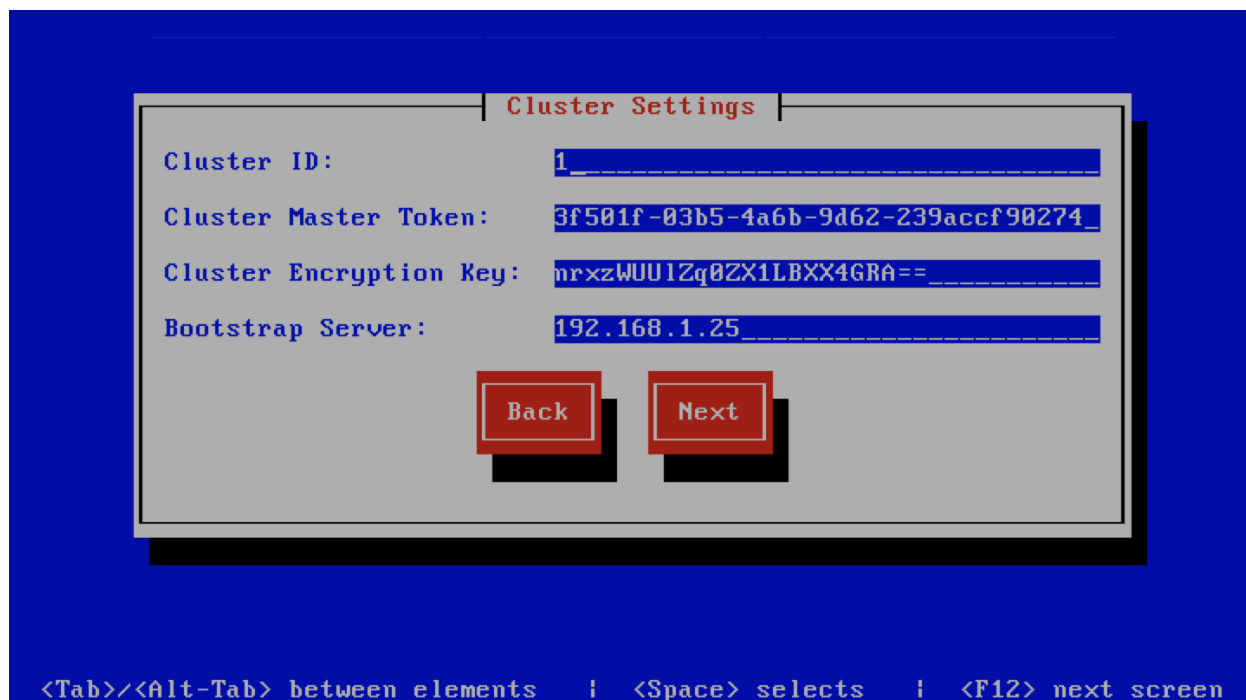 Cluster Settings
Cluster ID: 1
Cluster Master Token: 3f501f-03b5-4a6b-9d62-239accf90274
Cluster Encryption Key: nrxzWUUlZq0ZX1LBXX4GRA==
Bootstrap Server: 192.168.1.25
Back Next
<Tab>/<Alt-Tab> between elements | <Space> selects | <F12> next screen